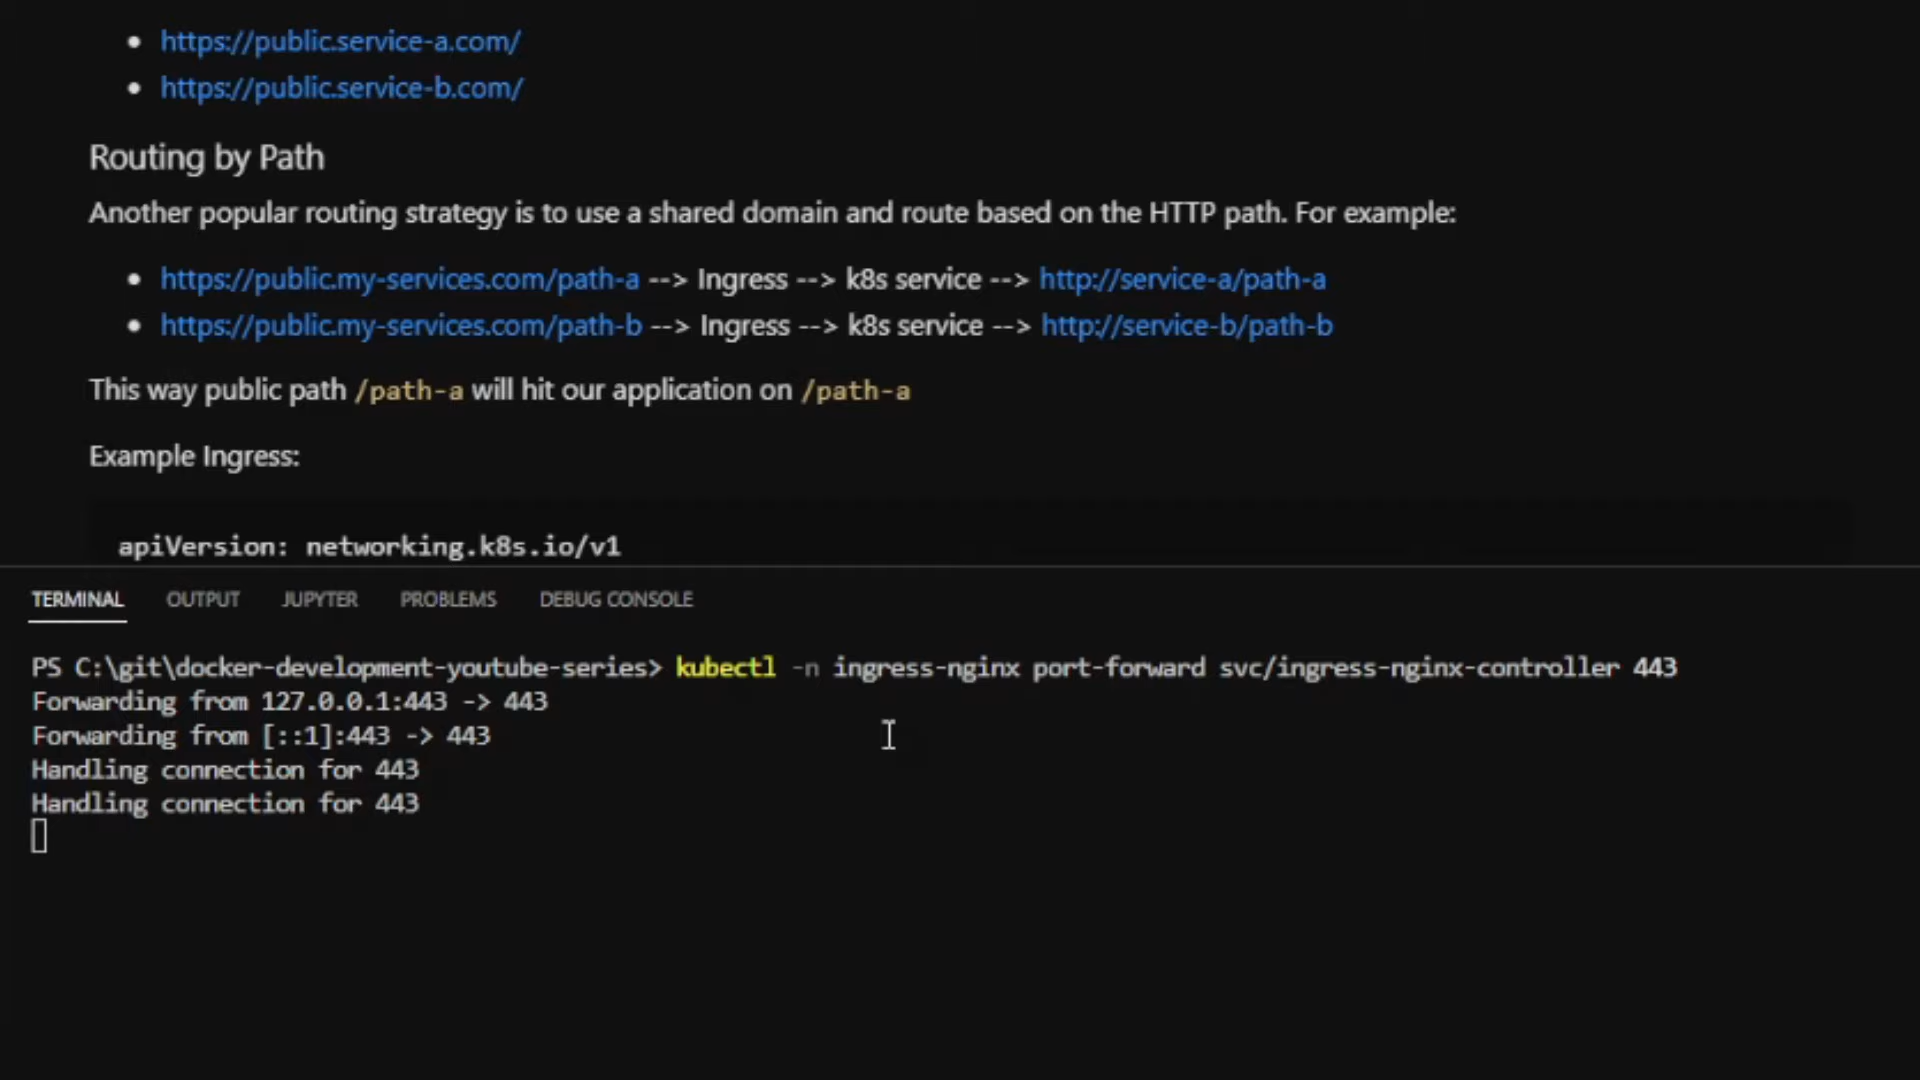 • https://public.service-a.com/
• https://public.service-b.com/
Routing by Path
Another popular routing strategy is to use a shared domain and route based on the HTTP path. For example:
• https://public.my-services.com/path-a --> Ingress --> k8s service --> http://service-a/path-a
• https://public.my-services.com/path-b --> Ingress --> k8s service --> http://service-b/path-b
This way public path /path-a will hit our application on /path-a
Example Ingress:
apiVersion: networking.k8s.io/v1
TERMINAL OUTPUT JUPYTER PROBLEMS DEBUG CONSOLE
PS C:\git\docker-development-youtube-series> kubectl -n ingress-nginx port-forward svc/ingress-nginx-controller 443
Forwarding from 127.0.0.1:443 -> 443
Forwarding from [::1]:443 -> 443
Handling connection for 443
Handling connection for 443